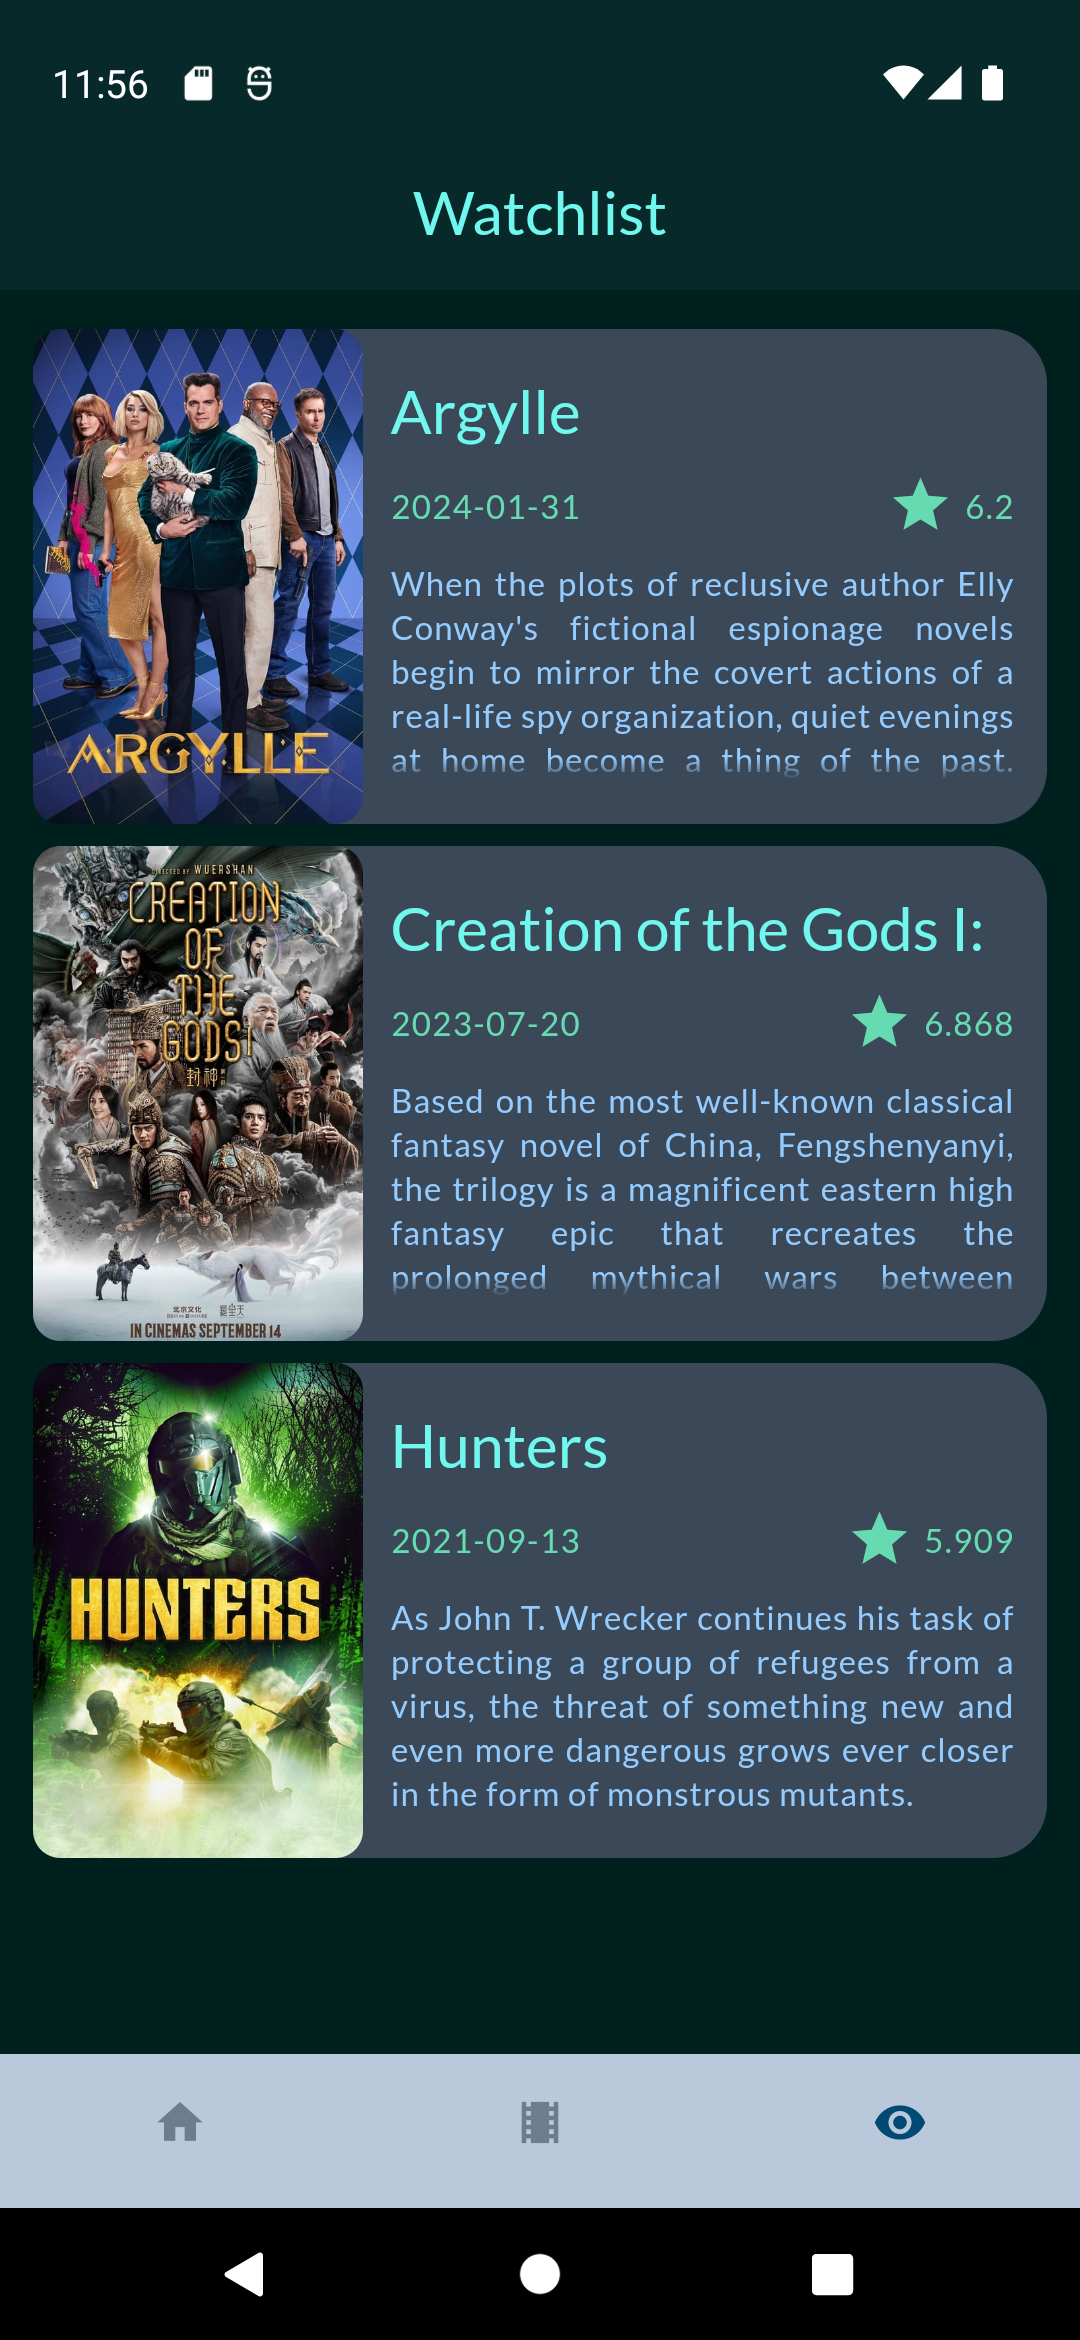 11:56
Watchlist
ARGYLLE
Argylle
2024-01-31
6.2
When the plots of reclusive author Elly
Conway's fictional espionage novels
begin to mirror the covert actions of a
real-life spy organization, quiet evenings
at home become a thing of the past.
DIRECTED BY WUERSHAN
CREATION
OF
THE
GODS I
封神
北京文化
IN CINEMAS SEPTEMBER 14
Creation of the Gods I:
2023-07-20
6.868
Based on the most well-known classical
fantasy novel of China, Fengshenyanyi,
the trilogy is a magnificent eastern high
fantasy epic that recreates the
prolonged mythical wars between
HUNTERS
Hunters
2021-09-13
5.909
As John T. Wrecker continues his task of
protecting a group of refugees from a
virus, the threat of something new and
even more dangerous grows ever closer
in the form of monstrous mutants.